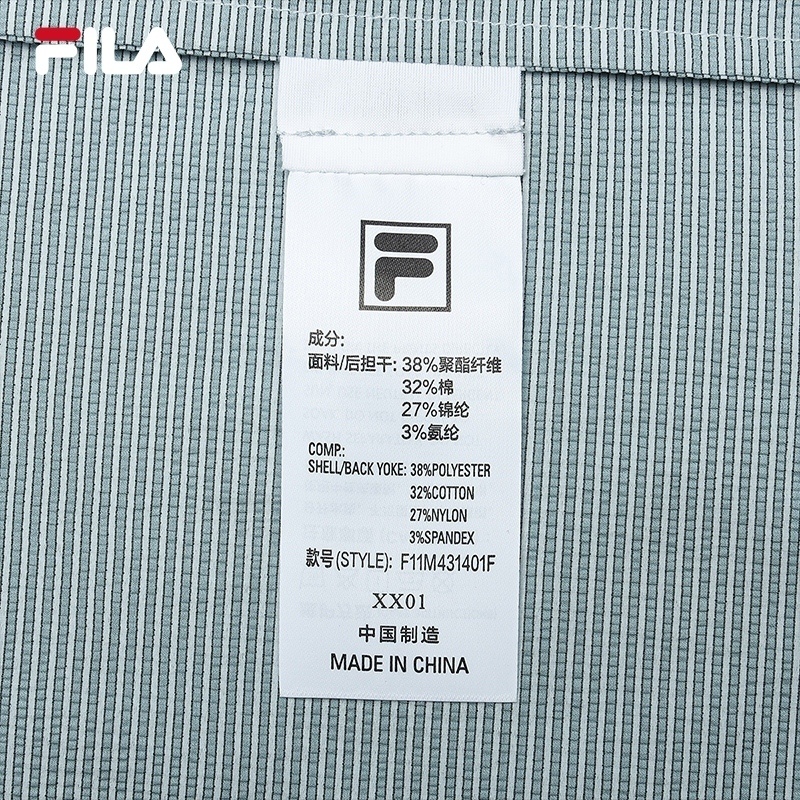 FILA
成分:
面料/后担干: 38%聚酯纤维
32%棉
27%锦纶
3%氨纶
COMP.:
SHELL/BACK YOKE: 38%POLYESTER
32%COTTON
27%NYLON
3%SPANDEX
款号(STYLE): F11M431401F
XX01
中国制造
MADE IN CHINA